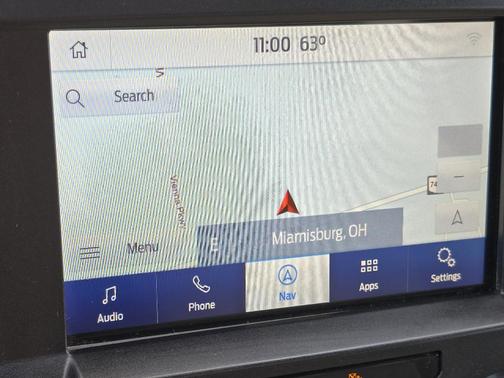 11:00 63°
Search
Vienna Pkwy
74
E
Miamisburg, OH
Menu
Audio
Phone
Nav
Apps
Settings